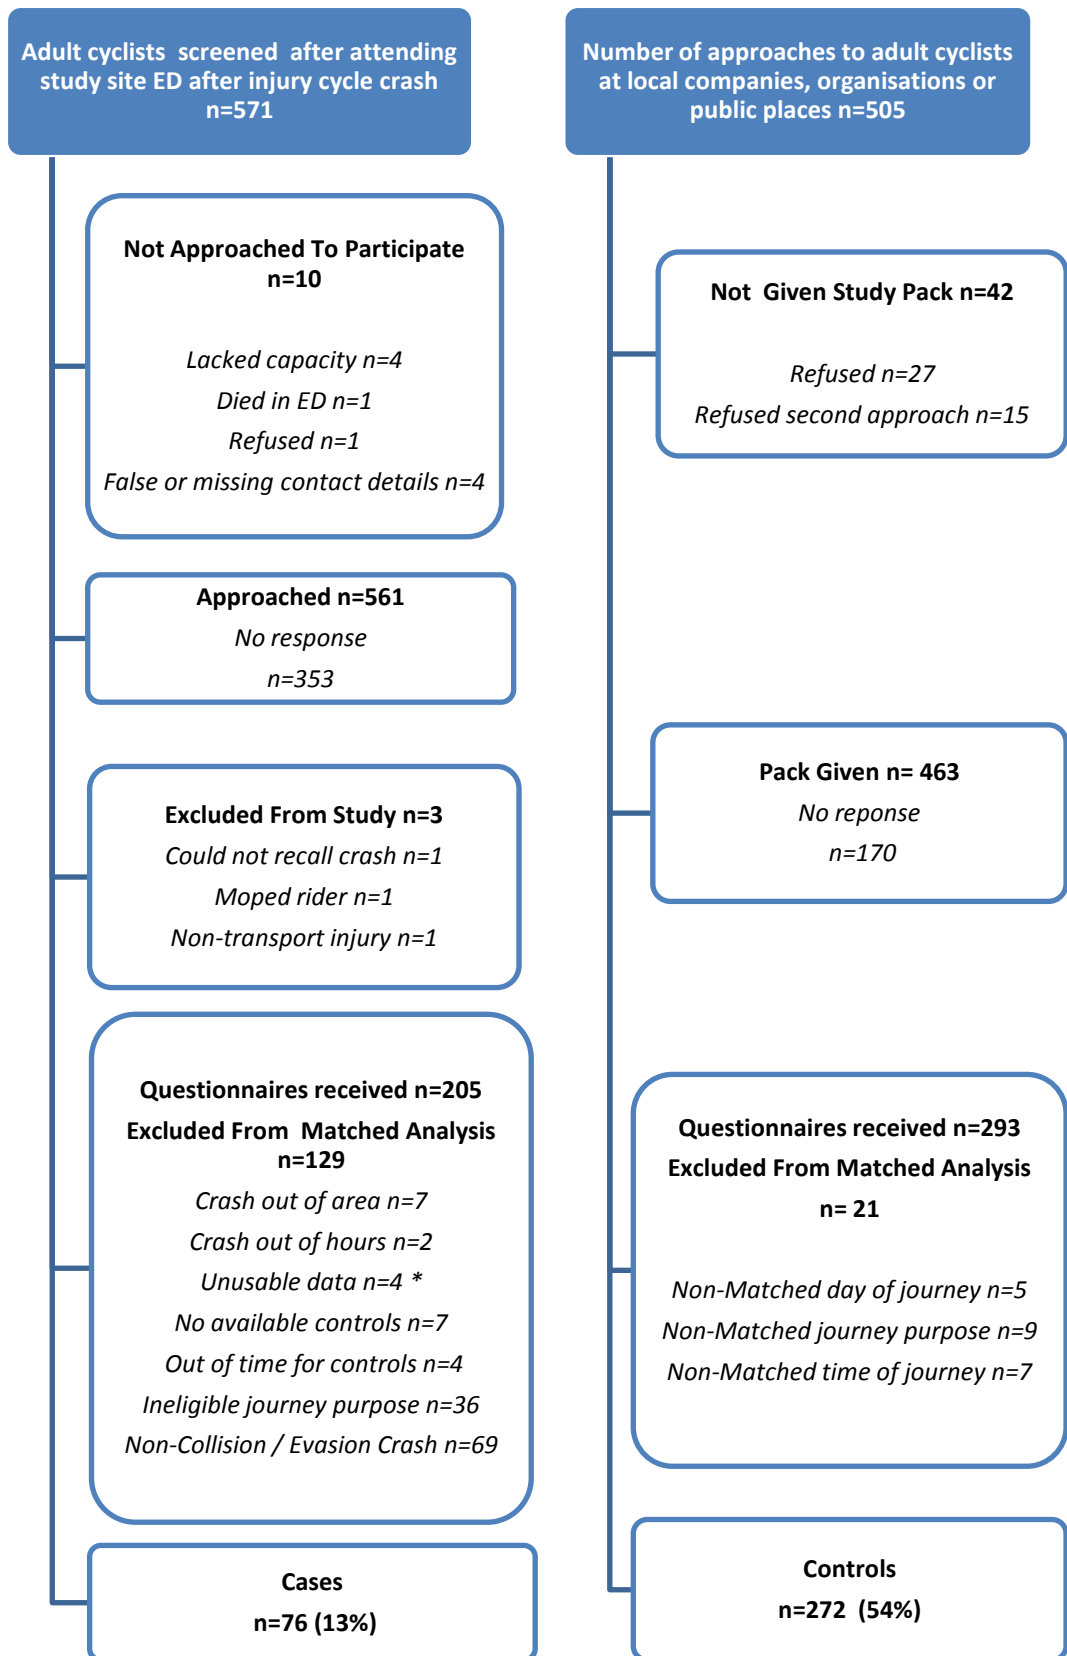 Adult cyclists screened after attending
study site ED after injury cycle crash
n=571
Not Approached To Participate
n=10
Lacked capacity n=4
Died in ED n=1
Refused n=1
False or missing contact details n=4
Approached n=561
No response
n=353
Excluded From Study n=3
Could not recall crash n=1
Moped rider n=1
Non-transport injury n=1
Questionnaires received n=205
Excluded From Matched Analysis
n=129
Crash out of area n=7
Crash out of hours n=2
Unusable data n=4 *
No available controls n=7
Out of time for controls n=4
Ineligible journey purpose n=36
Non-Collision / Evasion Crash n=69
Cases
n=76 (13%)
Number of approaches to adult cyclists
at local companies, organisations or
public places n=505
Not Given Study Pack n=42
Refused n=27
Refused second approach n=15
Pack Given n= 463
No reponse
n=170
Questionnaires received n=293
Excluded From Matched Analysis
n= 21
Non-Matched day of journey n=5
Non-Matched journey purpose n=9
Non-Matched time of journey n=7
Controls
n=272 (54%)